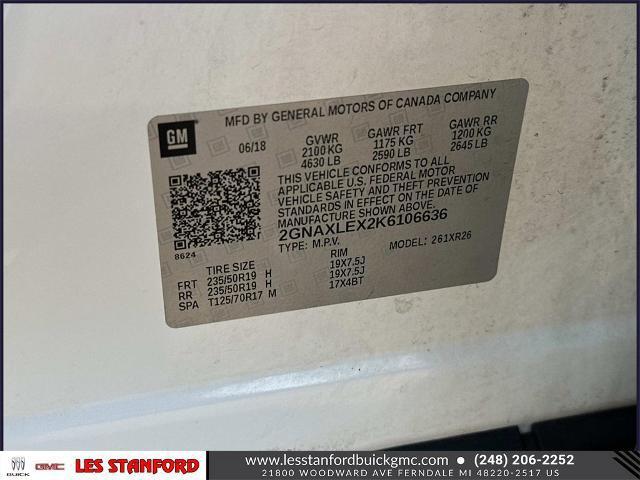 GM
MFD BY GENERAL MOTORS OF CANADA COMPANY
06/18 GVWR GAWR FRT GAWR RR
2100 KG 1175 KG 1200 KG
4630 LB 2590 LB 2645 LB
THIS VEHICLE CONFORMS TO ALL
APPLICABLE U.S. FEDERAL MOTOR
VEHICLE SAFETY AND THEFT PREVENTION
STANDARDS IN EFFECT ON THE DATE OF
MANUFACTURE SHOWN ABOVE.
2GNAXLEX2K6106636
TYPE: M.P.V. MODEL: 261XR26
8624
TIRE SIZE RIM
FRT 235/50R19 H 19X7.5J
RR 235/50R19 H 19X7.5J
SPA T125/70R17 M 17X4BT
BUICK GMC LES STANFORD
www.lesstanfordbuickgmc.com • (248) 206-2252
21800 WOODWARD AVE FERNDALE MI 48220-2517 US